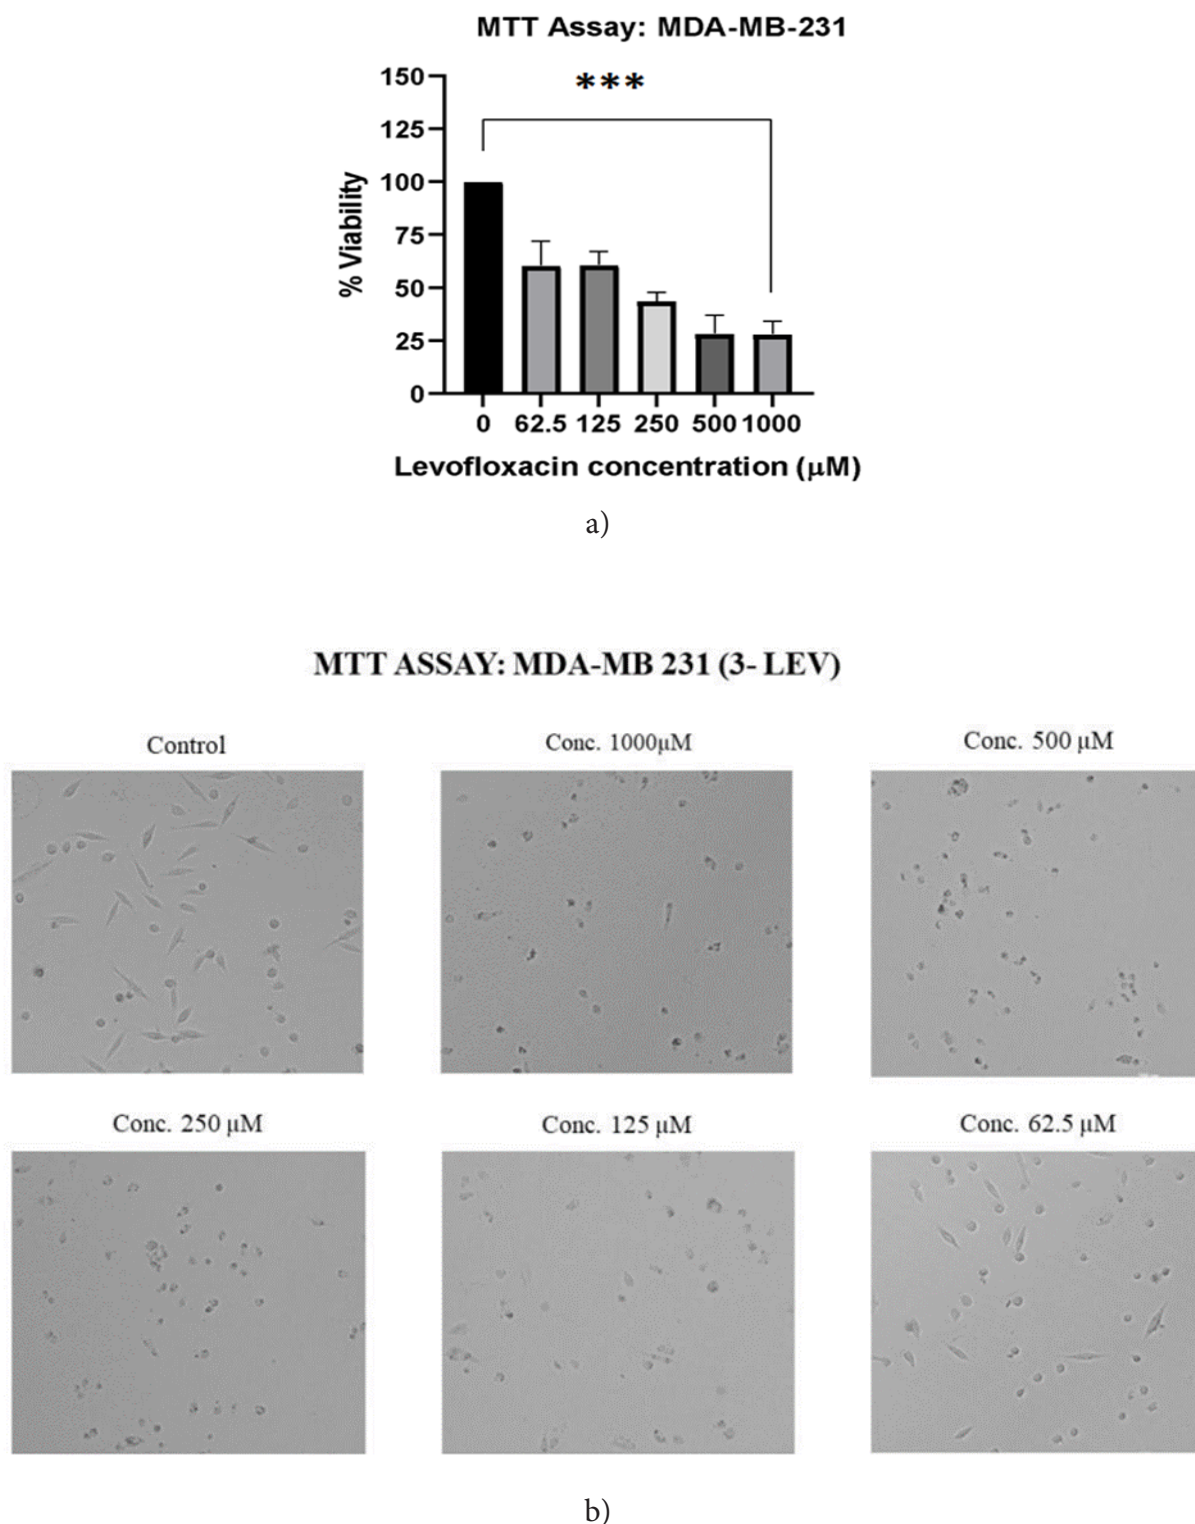 MTT Assay: MDA-MB-231
***
150
125
100
75
50
25
0
% Viability
0 62.5 125 250 500 1000
Levofloxacin concentration (μM)
a)
MTT ASSAY: MDA-MB 231 (3- LEV)
Control
Conc. 1000μM
Conc. 500 μM
Conc. 250 μM
Conc. 125 μM
Conc. 62.5 μM
b)